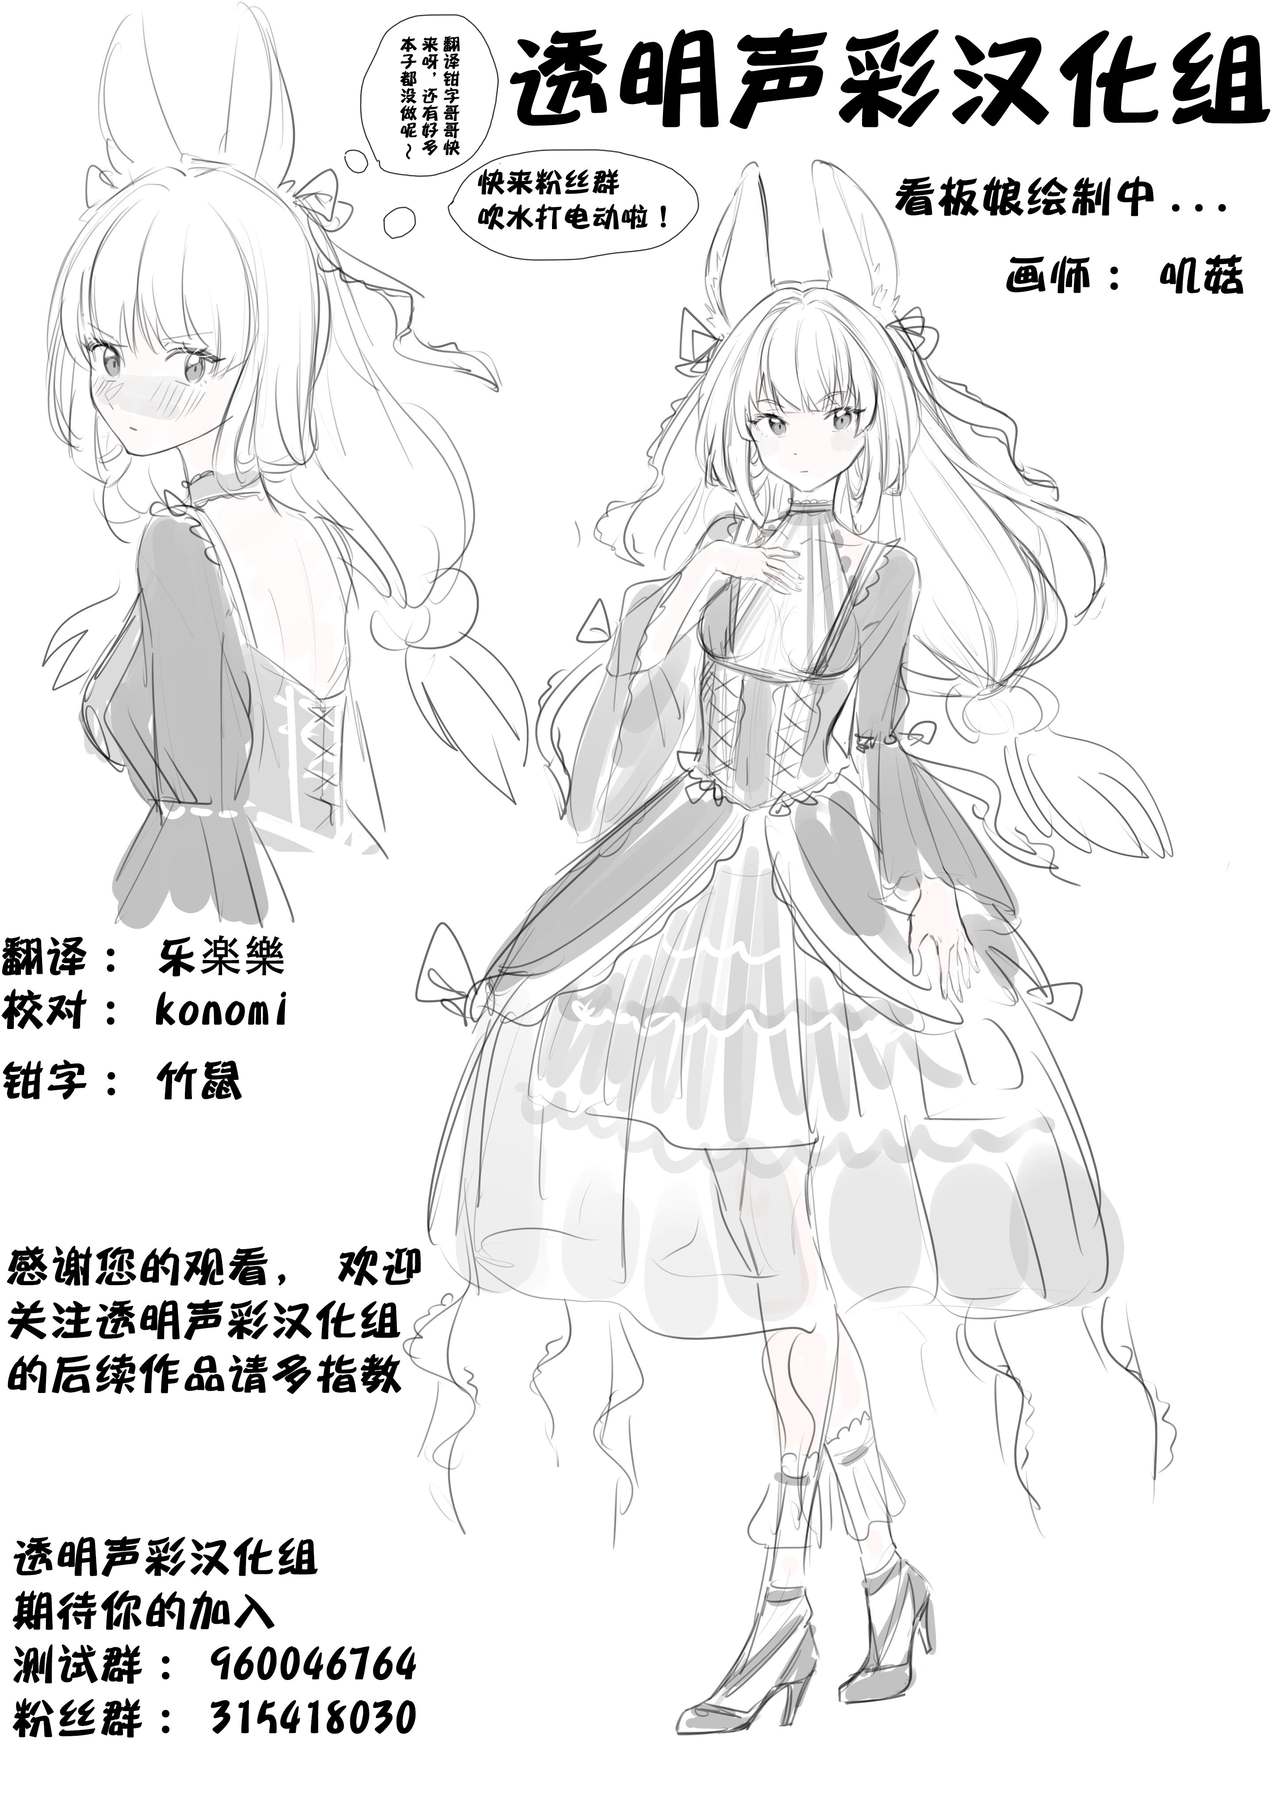 透明声彩汉化组
翻译钳字哥哥快
来呀，还有好多
本子都没做呢～
快来粉丝群
吹水打电动啦！
看板娘绘制中...
画师： 叽菇
翻译： 乐楽樂
校对： konomi
钳字： 竹鼠
感谢您的观看， 欢迎
关注透明声彩汉化组
的后续作品请多指教
透明声彩汉化组
期待你的加入
测试群： 960046764
粉丝群： 315418030